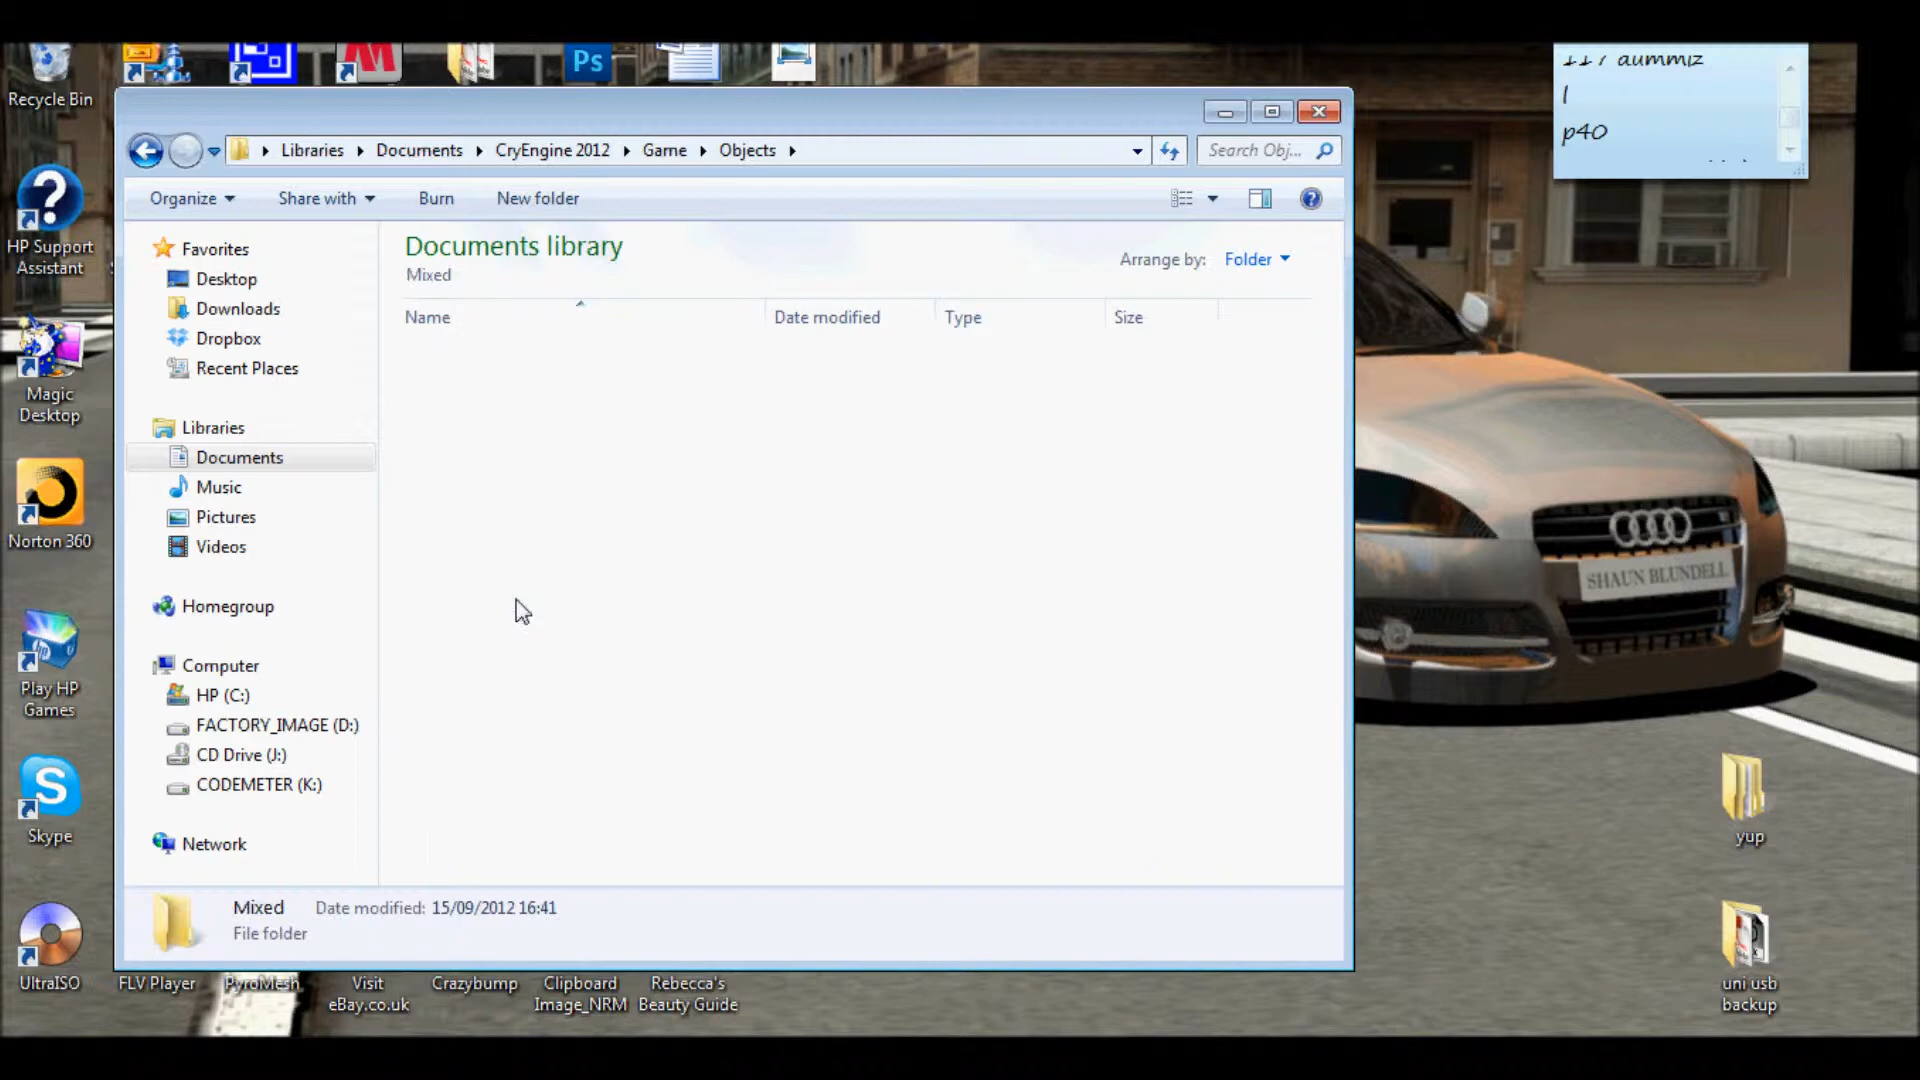 Recycle Bin
Ps
117 aummiz
l
p40
Libraries
Documents
CryEngine 2012
Game
Objects
Search Obj...
HP Support
Assistant
Organize
Share with
Burn
New folder
Favorites
Desktop
Downloads
Dropbox
Recent Places
Documents library
Mixed
Arrange by: Folder
Name
Date modified
Type
Size
Magic
Desktop
Libraries
Documents
Music
Pictures
Videos
Norton 360
Homegroup
Computer
HP (C:)
FACTORY_IMAGE (D:)
CD Drive (J:)
CODEMETER (K:)
Network
SHAUN BLUNDELL
Play HP
Games
Skype
yup
Mixed
Date modified: 15/09/2012 16:41
File folder
UltraISO
FLV Player
PyroMesh
Visit
eBay.co.uk
Crazybump
Clipboard
Image_NRM
Rebecca's
Beauty Guide
uni usb
backup